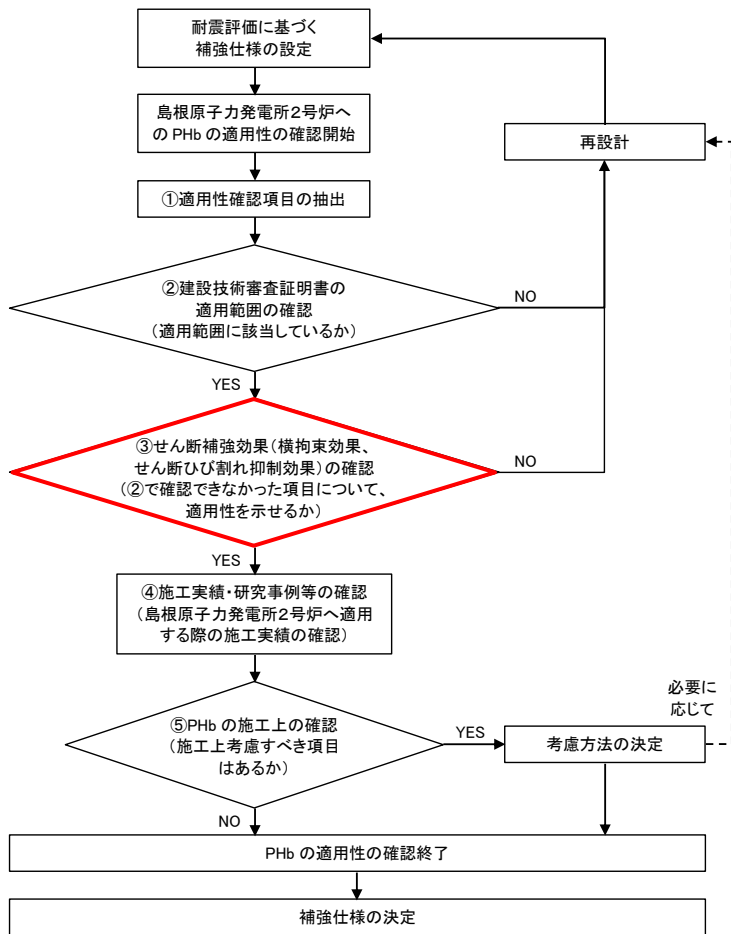 耐震評価に基づく
補強仕様の設定
島根原子力発電所2号炉へ
の PHb の適用性の確認開始
再設計
①適用性確認項目の抽出
②建設技術審査証明書の
適用範囲の確認
(適用範囲に該当しているか)
NO
YES
③せん断補強効果(横拘束効果、
せん断ひび割れ抑制効果)の確認
(②で確認できなかった項目について、
適用性を示せるか)
NO
YES
④施工実績・研究事例等の確認
(島根原子力発電所2号炉へ適用
する際の施工実績の確認)
必要に
応じて
⑤PHb の施工上の確認
(施工上考慮すべき項目
はあるか)
YES
考慮方法の決定
NO
PHb の適用性の確認終了
補強仕様の決定